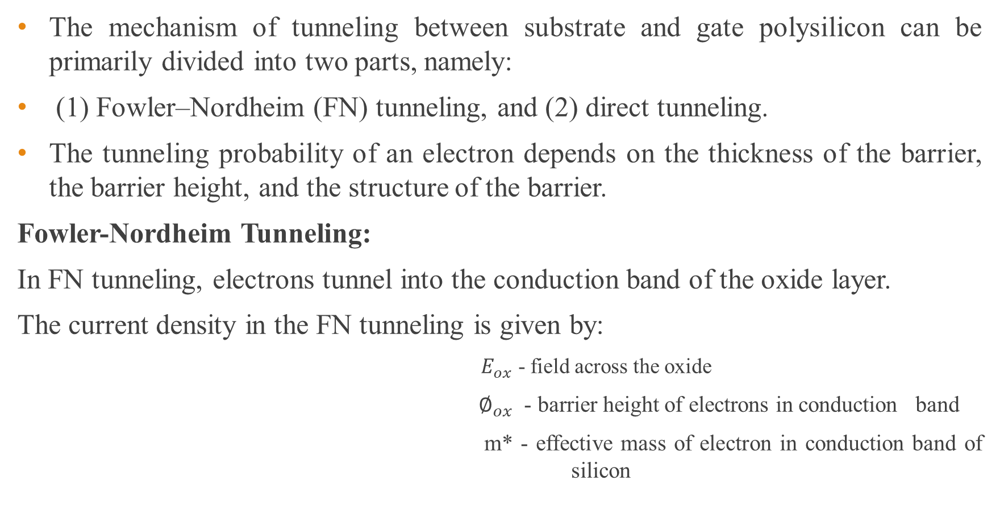 • The mechanism of tunneling between substrate and gate polysilicon can be
primarily divided into two parts, namely:
• (1) Fowler–Nordheim (FN) tunneling, and (2) direct tunneling.
• The tunneling probability of an electron depends on the thickness of the barrier,
the barrier height, and the structure of the barrier.
Fowler-Nordheim Tunneling:
In FN tunneling, electrons tunnel into the conduction band of the oxide layer.
The current density in the FN tunneling is given by:
𝐸ₒₓ - field across the oxide
∅ₒₓ - barrier height of electrons in conduction band
m* - effective mass of electron in conduction band of
silicon